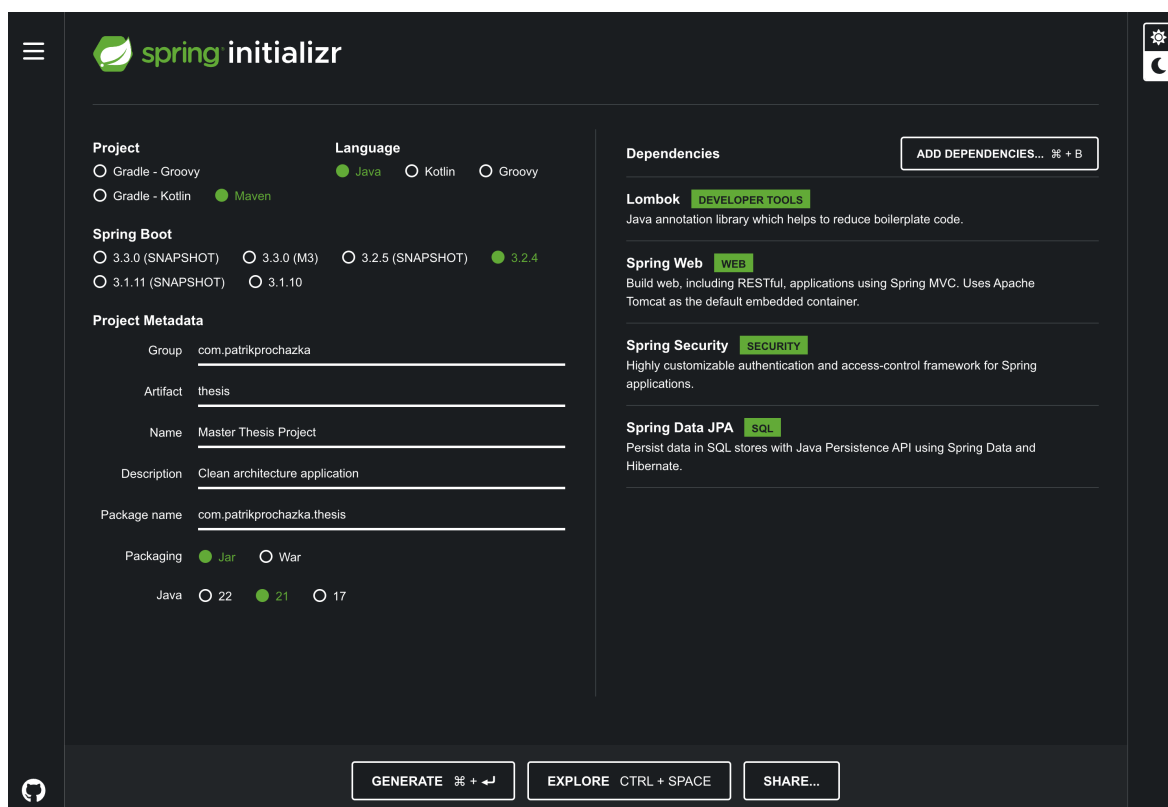 spring initializr
Project
Gradle - Groovy
Gradle - Kotlin Maven
Language
Java Kotlin Groovy
Spring Boot
3.3.0 (SNAPSHOT) 3.3.0 (M3) 3.2.5 (SNAPSHOT) 3.2.4
3.1.11 (SNAPSHOT) 3.1.10
Project Metadata
Group com.patrikprochazka
Artifact thesis
Name Master Thesis Project
Description Clean architecture application
Package name com.patrikprochazka.thesis
Packaging Jar War
Java 22 21 17
Dependencies ADD DEPENDENCIES... ⌘ + B
Lombok DEVELOPER TOOLS
Java annotation library which helps to reduce boilerplate code.
Spring Web WEB
Build web, including RESTful, applications using Spring MVC. Uses Apache
Tomcat as the default embedded container.
Spring Security SECURITY
Highly customizable authentication and access-control framework for Spring
applications.
Spring Data JPA SQL
Persist data in SQL stores with Java Persistence API using Spring Data and
Hibernate.
GENERATE ⌘ + ↵ EXPLORE CTRL + SPACE SHARE...